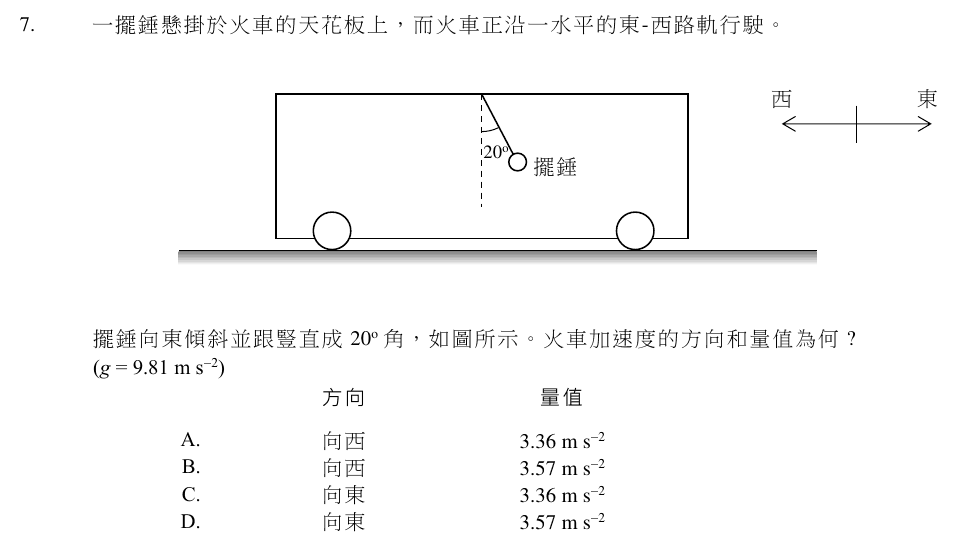 7. 一擺錘懸掛於火車的天花板上，而火車正沿一水平的東-西路軌行駛。
西 東
20º
擺錘
擺錘向東傾斜並跟豎直成 20º 角，如圖所示。火車加速度的方向和量值為何？
(g = 9.81 m s⁻²)
方向 量值
A. 向西 3.36 m s⁻²
B. 向西 3.57 m s⁻²
C. 向東 3.36 m s⁻²
D. 向東 3.57 m s⁻²